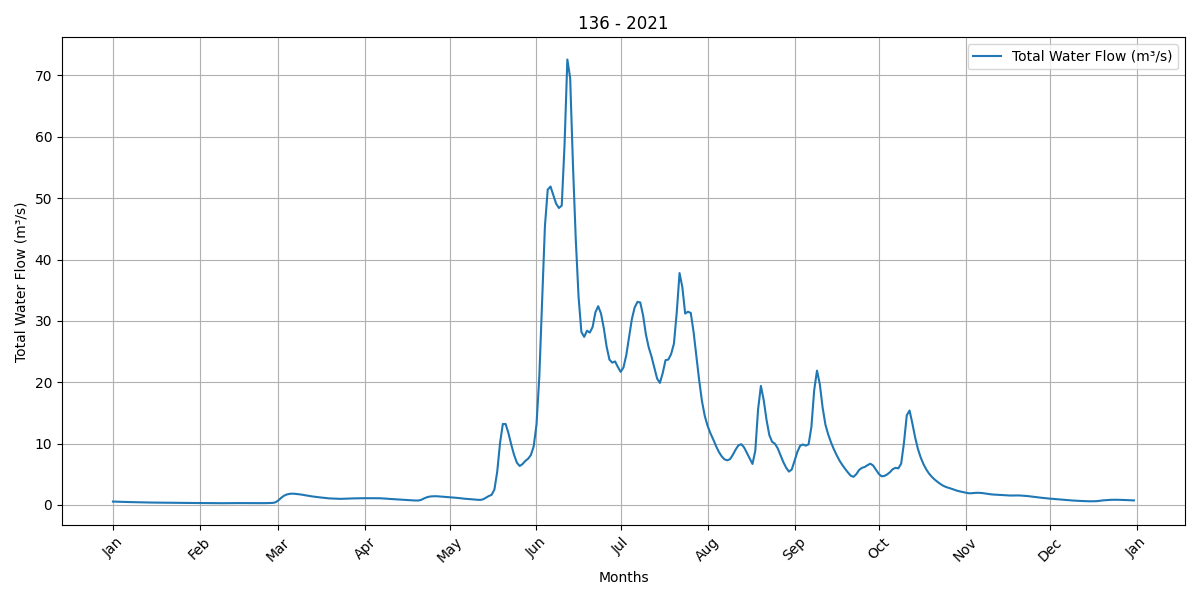 136 - 2021
Total Water Flow (m³/s)
Total Water Flow (m³/s)
70
60
50
40
30
20
10
0
Jan
Feb
Mar
Apr
May
Jun
Jul
Aug
Sep
Oct
Nov
Dec
Jan
Months